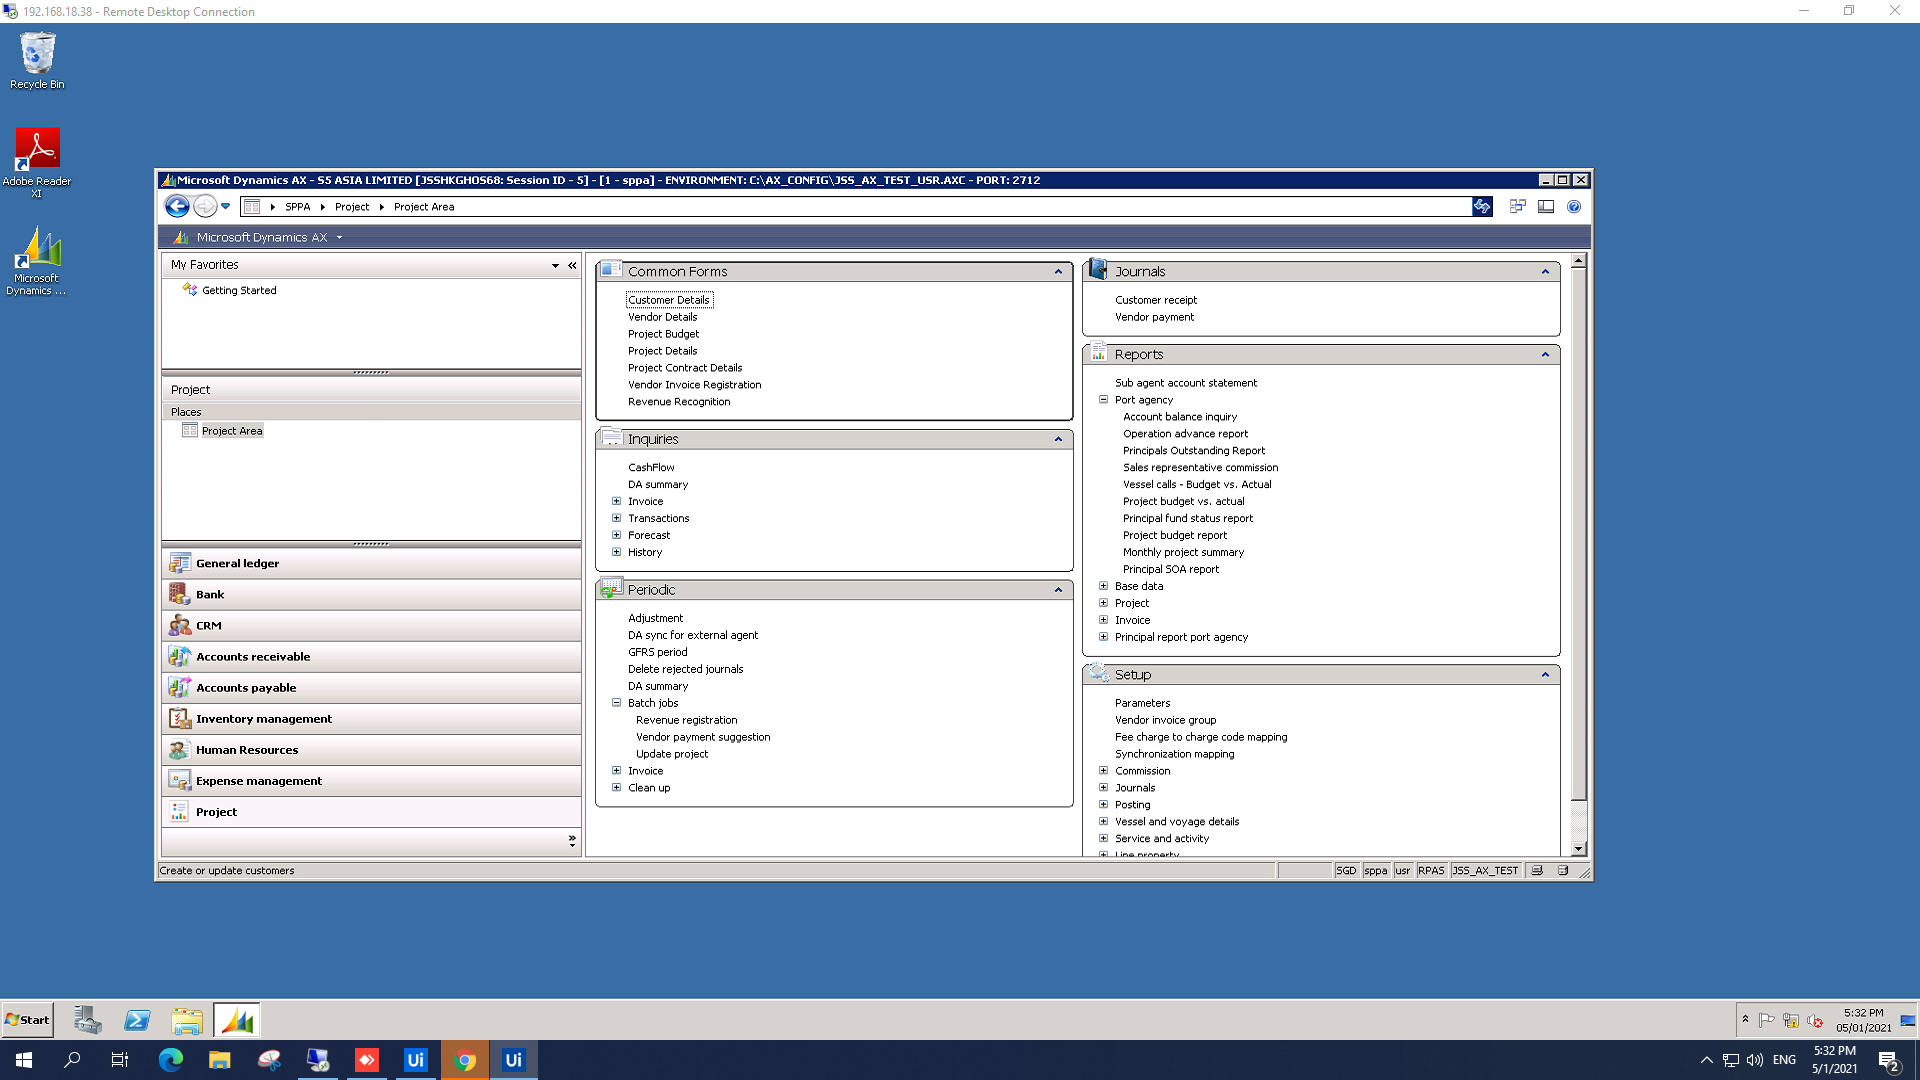 192.168.18.38 - Remote Desktop Connection
Recycle Bin
Adobe Reader
XI
Microsoft
Dynamics ...
Microsoft Dynamics AX - S5 ASIA LIMITED [JSSHKGHOS68: Session ID - 5] - [1 - sppa] - ENVIRONMENT: C:\AX_CONFIG\JSS_AX_TEST_USR.AXC - PORT: 2712
SPPA Project Project Area
Microsoft Dynamics AX
My Favorites
Getting Started
Project
Places
Project Area
General ledger
Bank
CRM
Accounts receivable
Accounts payable
Inventory management
Human Resources
Expense management
Project
Common Forms
Customer Details
Vendor Details
Project Budget
Project Details
Project Contract Details
Vendor Invoice Registration
Revenue Recognition
Inquiries
CashFlow
DA summary
Invoice
Transactions
Forecast
History
Periodic
Adjustment
DA sync for external agent
GFRS period
Delete rejected journals
DA summary
Batch jobs
Revenue registration
Vendor payment suggestion
Update project
Invoice
Clean up
Journals
Customer receipt
Vendor payment
Reports
Sub agent account statement
Port agency
Account balance inquiry
Operation advance report
Principals Outstanding Report
Sales representative commission
Vessel calls - Budget vs. Actual
Project budget vs. actual
Principal fund status report
Project budget report
Monthly project summary
Principal SOA report
Base data
Project
Invoice
Principal report port agency
Setup
Parameters
Vendor invoice group
Fee charge to charge code mapping
Synchronization mapping
Commission
Journals
Posting
Vessel and voyage details
Service and activity
Line property
Create or update customers
SGD sppa usr RPAS JSS_AX_TEST
Start
5:32 PM
05/01/2021
Ui
Ui
ENG
5:32 PM
5/1/2021
2